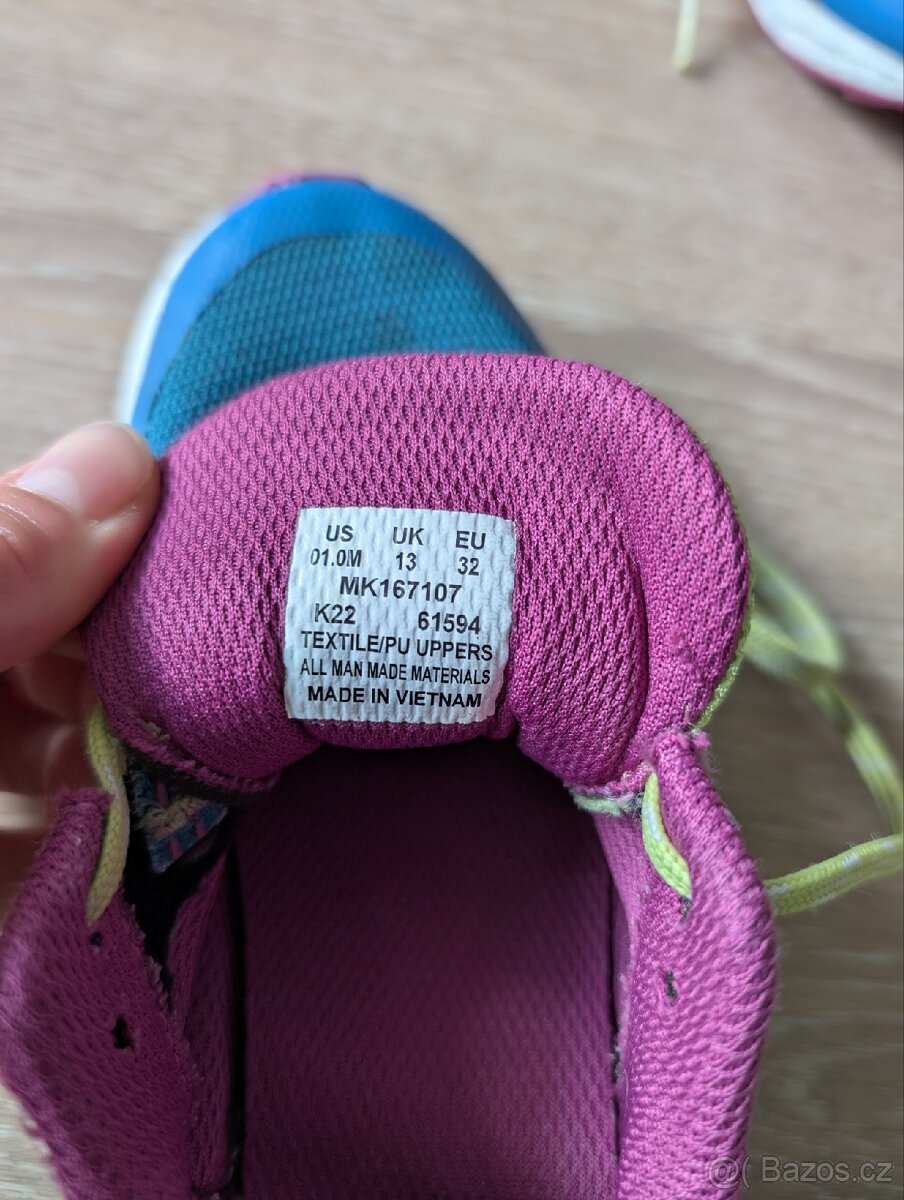 US UK EU
01.0M 13 32
MK167107
K22 61594
TEXTILE/PU UPPERS
ALL MAN MADE MATERIALS
MADE IN VIETNAM
@( Bazos.cz